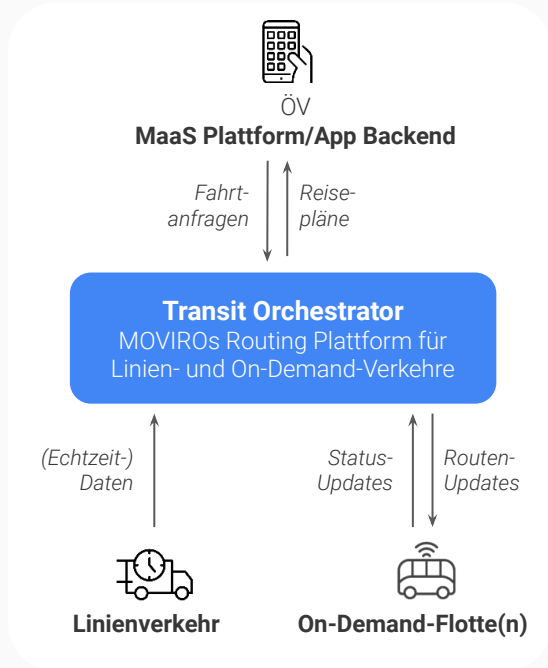 ÖV
MaaS Plattform/App Backend
Fahrt-
anfragen
Reise-
pläne
Transit Orchestrator
MOVIROs Routing Plattform für
Linien- und On-Demand-Verkehre
(Echtzeit-)
Daten
Status-
Updates
Routen-
Updates
Linienverkehr
On-Demand-Flotte(n)